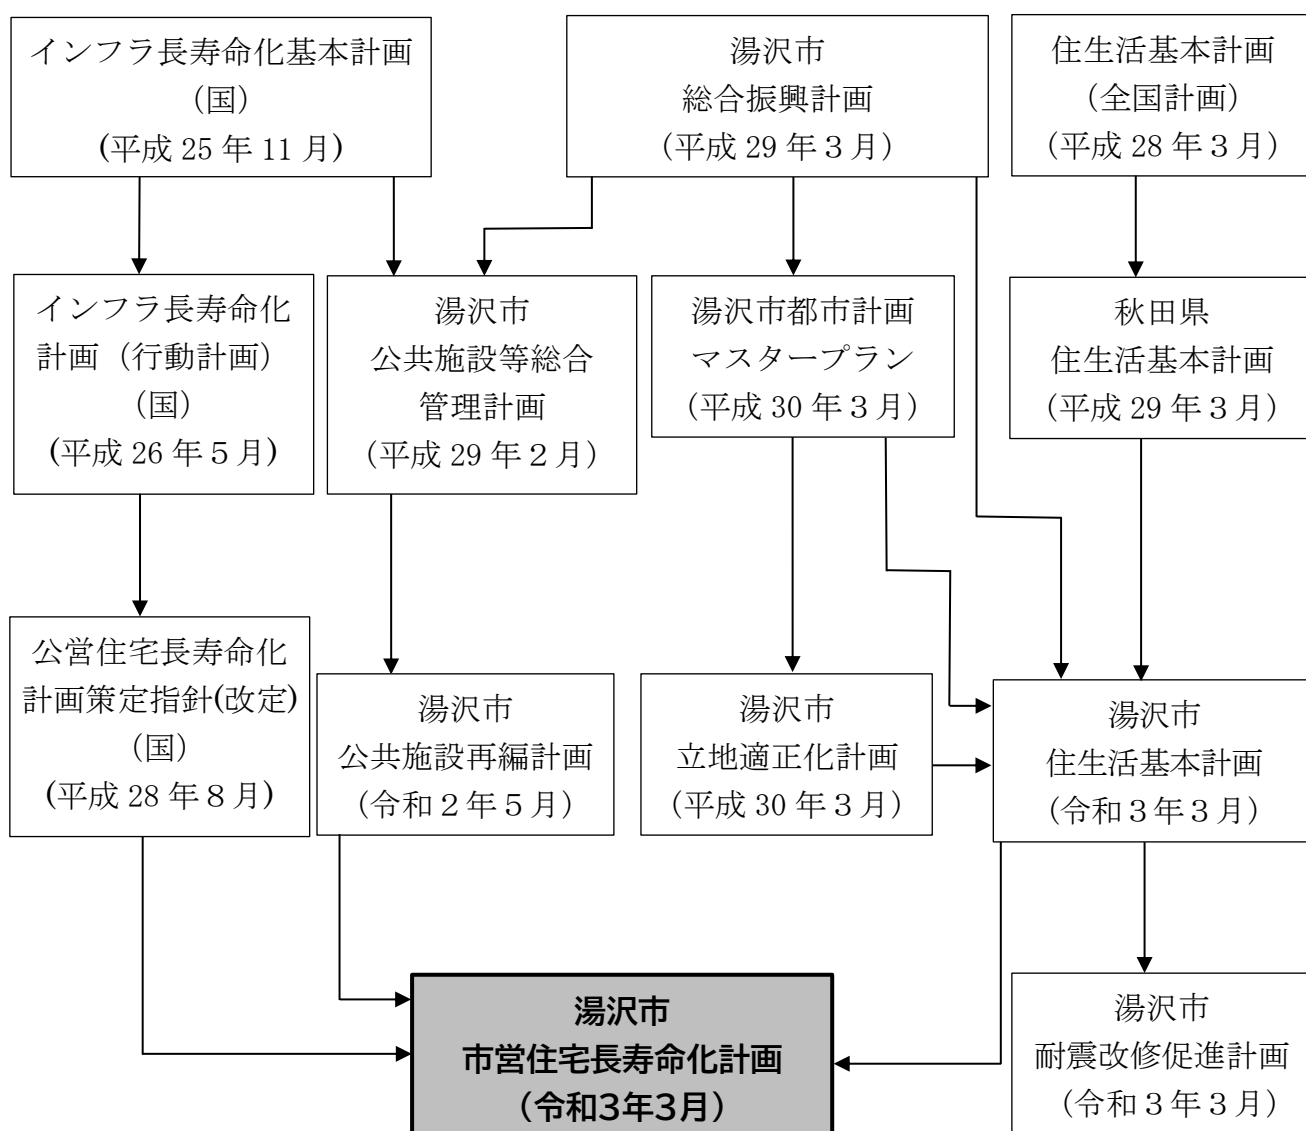 インフラ長寿命化基本計画
（国）
(平成 25 年 11 月)
湯沢市
総合振興計画
（平成 29 年３月）
住生活基本計画
（全国計画）
（平成 28 年３月）
インフラ長寿命化
計画（行動計画）
（国）
(平成 26 年５月)
湯沢市
公共施設等総合
管理計画
（平成 29 年２月）
湯沢市都市計画
マスタープラン
（平成 30 年３月）
秋田県
住生活基本計画
（平成 29 年３月）
公営住宅長寿命化
計画策定指針(改定)
（国）
(平成 28 年８月)
湯沢市
公共施設再編計画
（令和２年５月）
湯沢市
立地適正化計画
（平成 30 年３月）
湯沢市
住生活基本計画
（令和３年３月）
湯沢市
市営住宅長寿命化計画
（令和3年3月）
湯沢市
耐震改修促進計画
（令和３年３月）